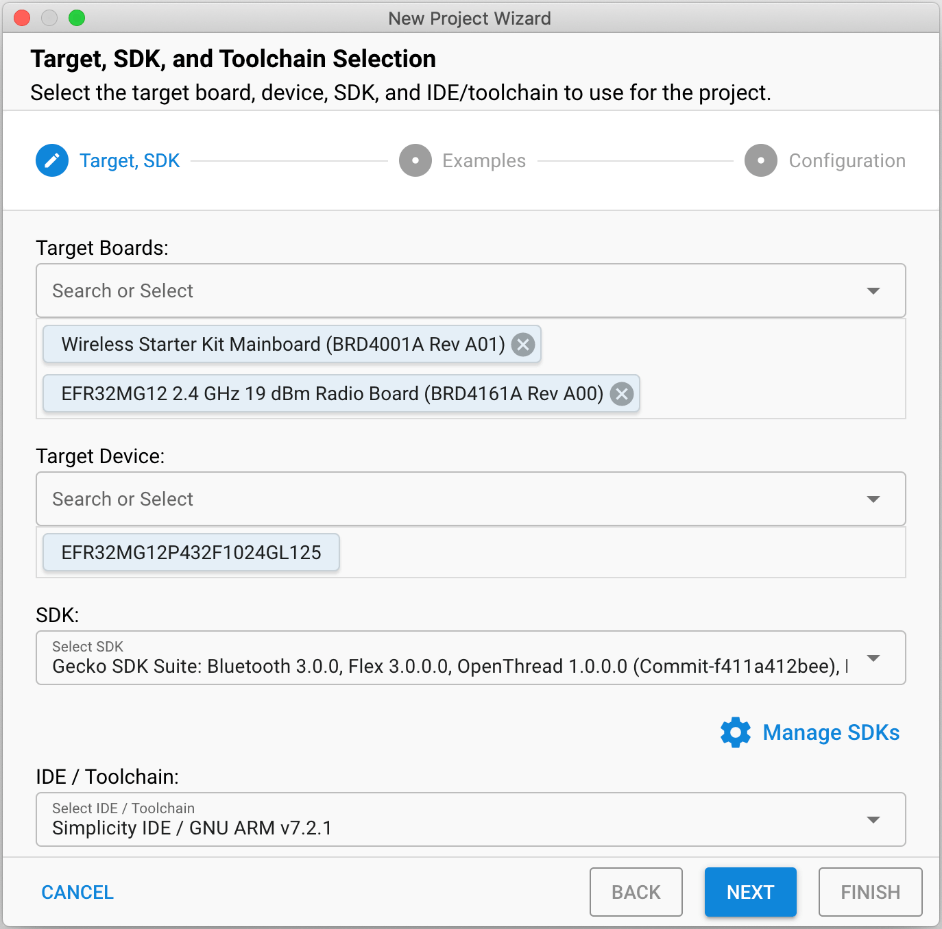 New Project Wizard
Target, SDK, and Toolchain Selection
Select the target board, device, SDK, and IDE/toolchain to use for the project.
Target, SDK
Examples
Configuration
Target Boards:
Search or Select
Wireless Starter Kit Mainboard (BRD4001A Rev A01)
EFR32MG12 2.4 GHz 19 dBm Radio Board (BRD4161A Rev A00)
Target Device:
Search or Select
EFR32MG12P432F1024GL125
SDK:
Select SDK
Gecko SDK Suite: Bluetooth 3.0.0, Flex 3.0.0.0, OpenThread 1.0.0.0 (Commit-f411a412bee),
Manage SDKs
IDE / Toolchain:
Select IDE / Toolchain
Simplicity IDE / GNU ARM v7.2.1
CANCEL
BACK
NEXT
FINISH